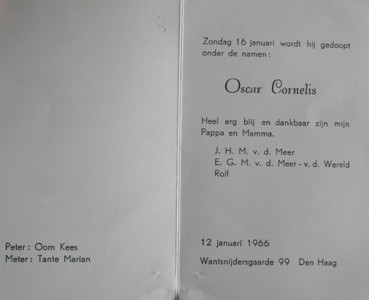 Peter: Oom Kees
Meter: Tante Marian
Zondag 16 januari wordt hij gedoopt
onder de namen:
Oscar Cornelis
Heel erg blij en dankbaar zijn mijn
Pappa en Mamma.
J. H. M. v. d. Meer
E. G. M. v. d. Meer - v. d. Wereld
Rolf
12 januari 1966
Wantsnijdersgaarde 99 Den Haag